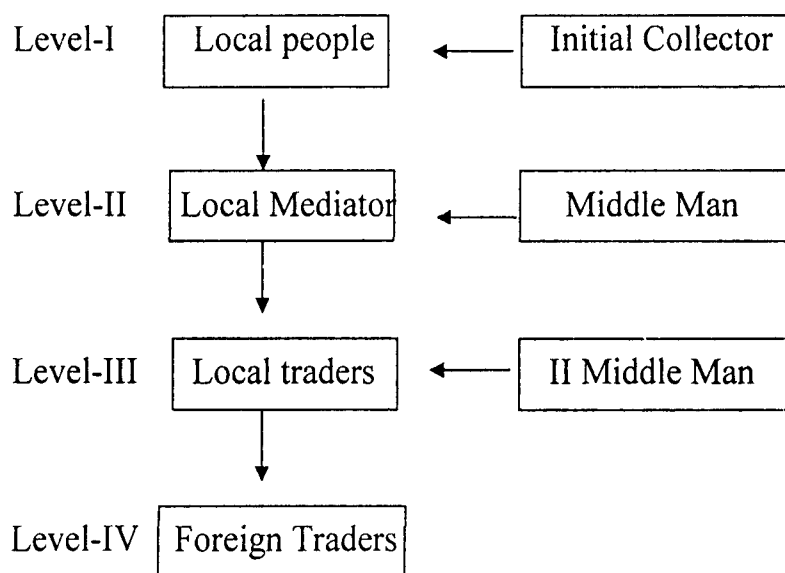 Level-I Local people Initial Collector
Level-II Local Mediator Middle Man
Level-III Local traders II Middle Man
Level-IV Foreign Traders